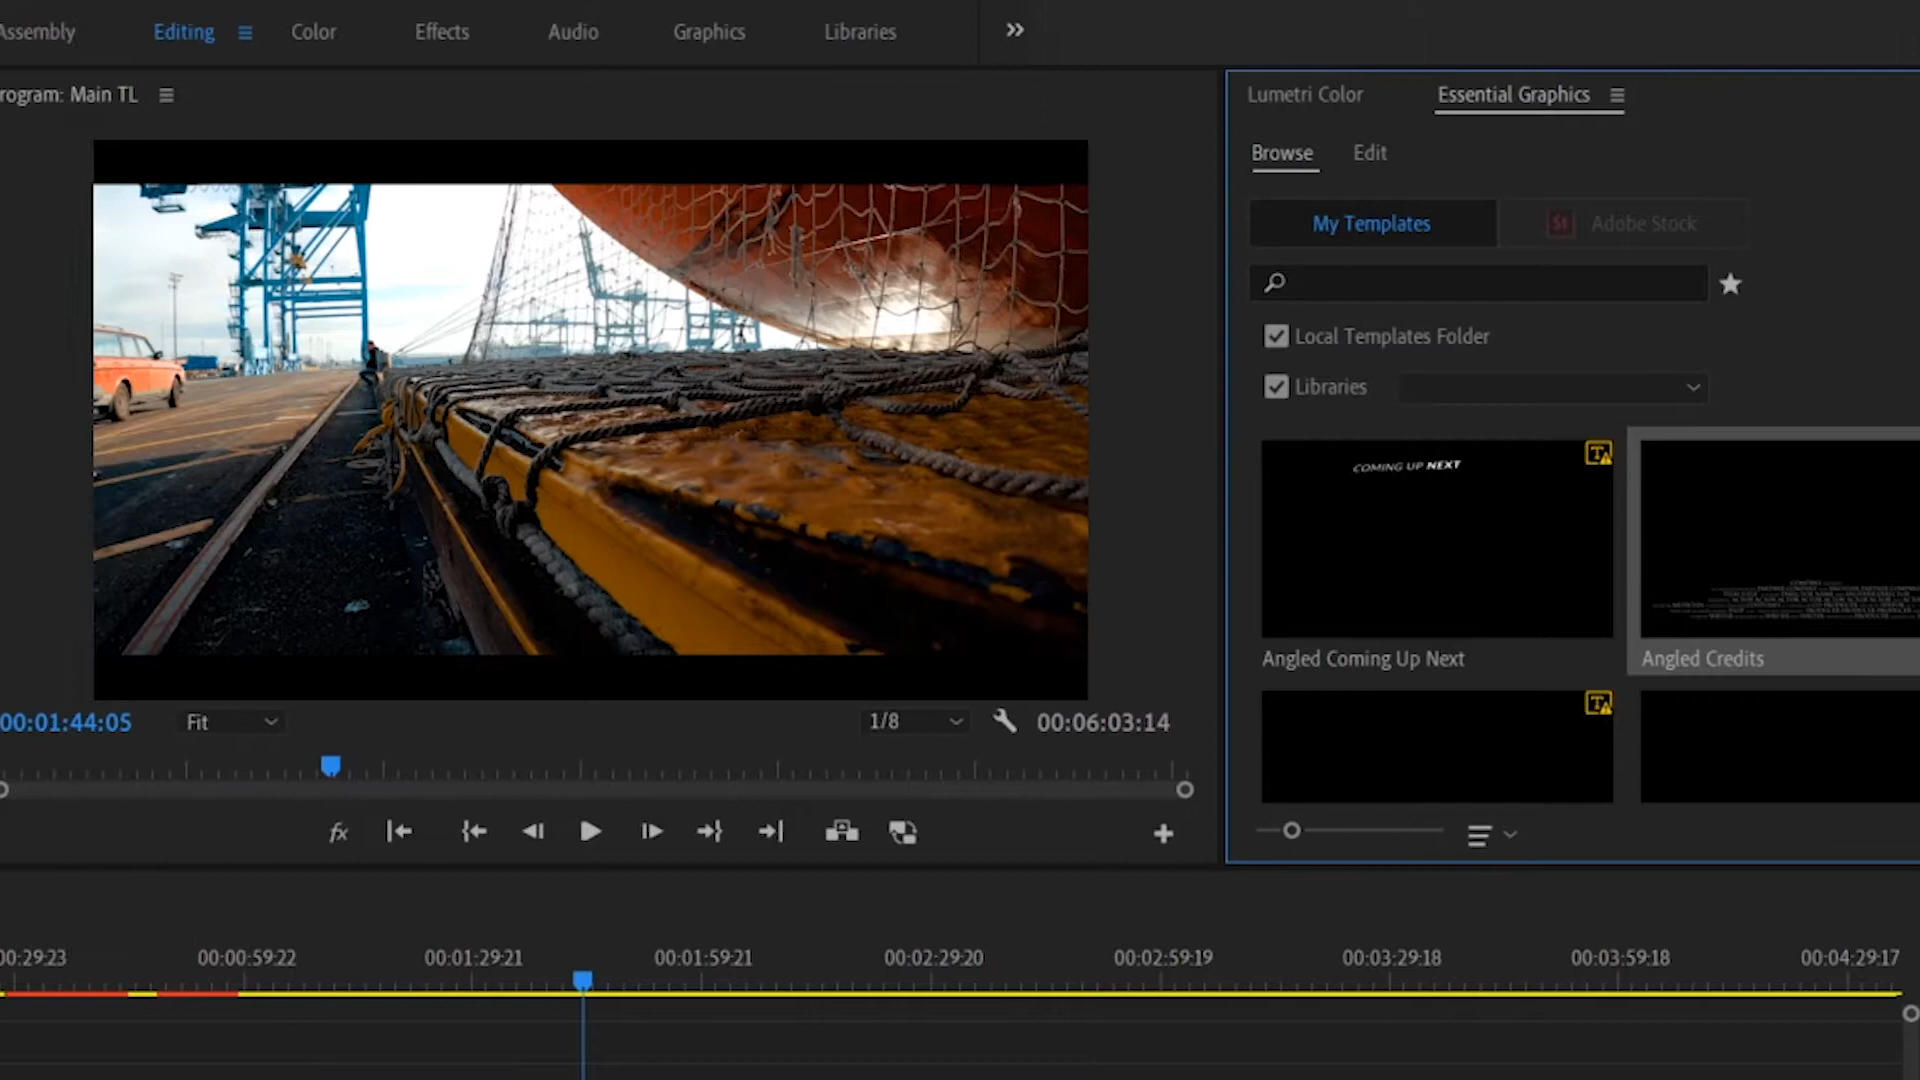 Assembly Editing Color Effects Audio Graphics Libraries
rogram: Main TL
Lumetri Color Essential Graphics
Browse Edit
My Templates St Adobe Stock
Local Templates Folder
Libraries
COMING UP NEXT
Angled Coming Up Next
Angled Credits
00:01:44:05 Fit 1/8 00:06:03:14
fx
00:29:23 00:00:59:22 00:01:29:21 00:01:59:21 00:02:29:20 00:02:59:19 00:03:29:18 00:03:59:18 00:04:29:17